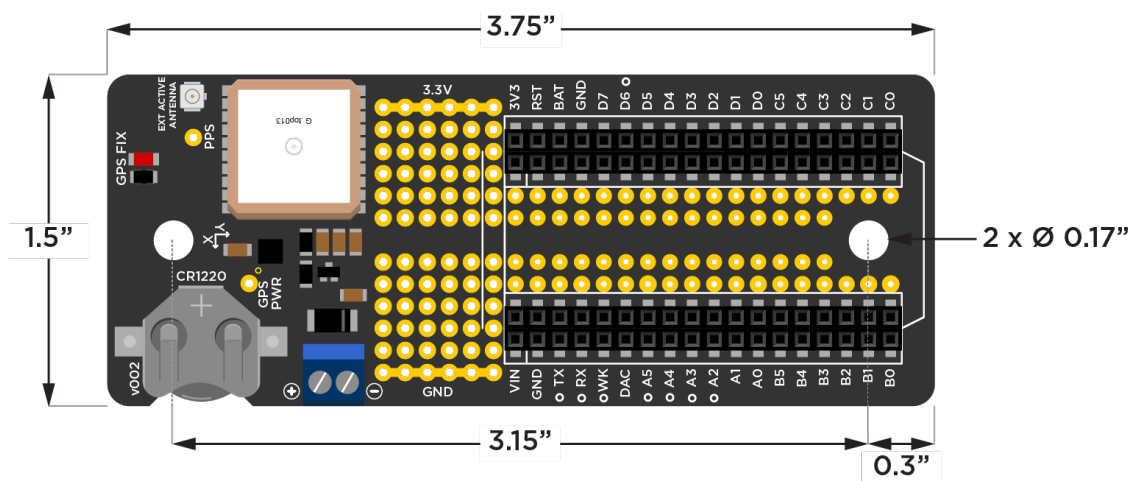 3.75”
EXT ACTIVE
ANTENNA
PPS
GPS FIX
G.top013
3.3V
3V3 RST BAT GND D7 D6 D5 D4 D3 D2 D1 D0 C5 C4 C3 C2 C1 C0
1.5”
Y
X
2 x Ø 0.17”
CR1220
+
GPS
PWR
v002
+ −
GND
VIN GND TX RX WK DAC A5 A4 A3 A2 A1 A0 B5 B4 B3 B2 B1 B0
3.15”
0.3”